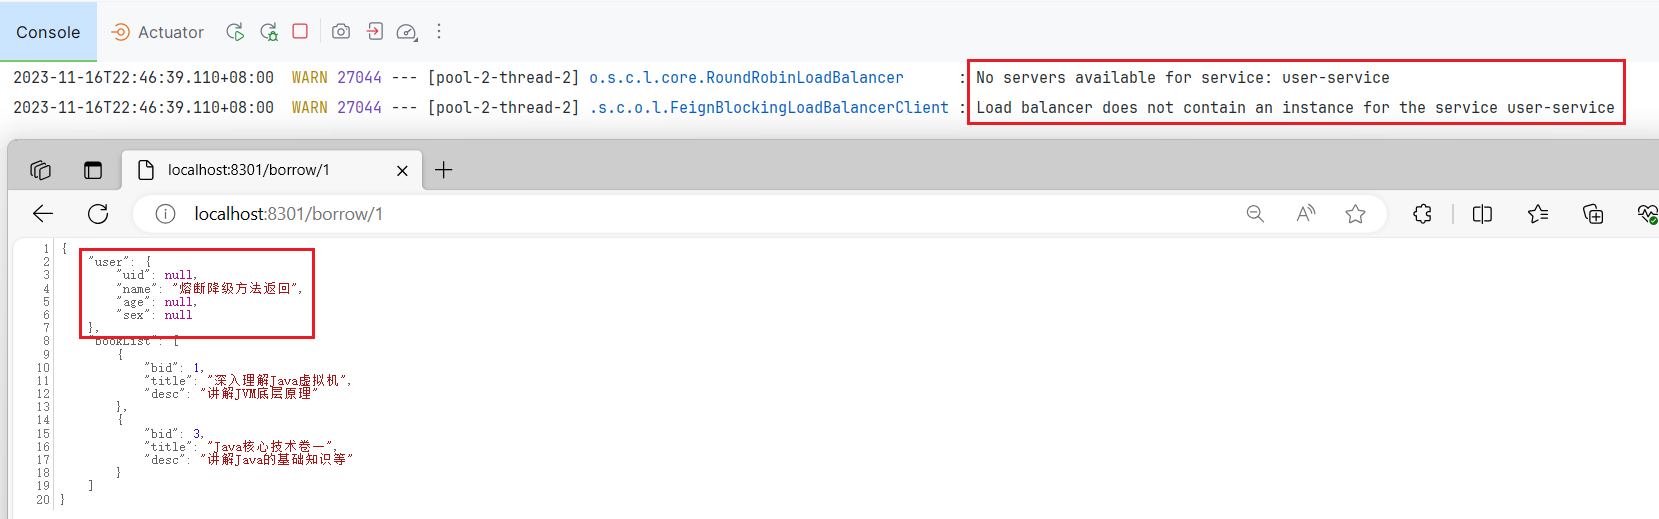 Console Actuator
2023-11-16T22:46:39.110+08:00  WARN 27044 --- [pool-2-thread-2] o.s.c.l.core.RoundRobinLoadBalancer      : No servers available for service: user-service
2023-11-16T22:46:39.110+08:00  WARN 27044 --- [pool-2-thread-2] .s.c.o.l.FeignBlockingLoadBalancerClient : Load balancer does not contain an instance for the service user-service
localhost:8301/borrow/1
localhost:8301/borrow/1
1 {
2     "user": {
3         "uid": null,
4         "name": "熔断降级方法返回",
5         "age": null,
6         "sex": null
7     },
8     "bookList": [
9         {
10             "bid": 1,
11             "title": "深入理解Java虚拟机",
12             "desc": "讲解JVM底层原理"
13         },
14         {
15             "bid": 3,
16             "title": "Java核心技术卷一",
17             "desc": "讲解Java的基础知识等"
18         }
19     ]
20 }